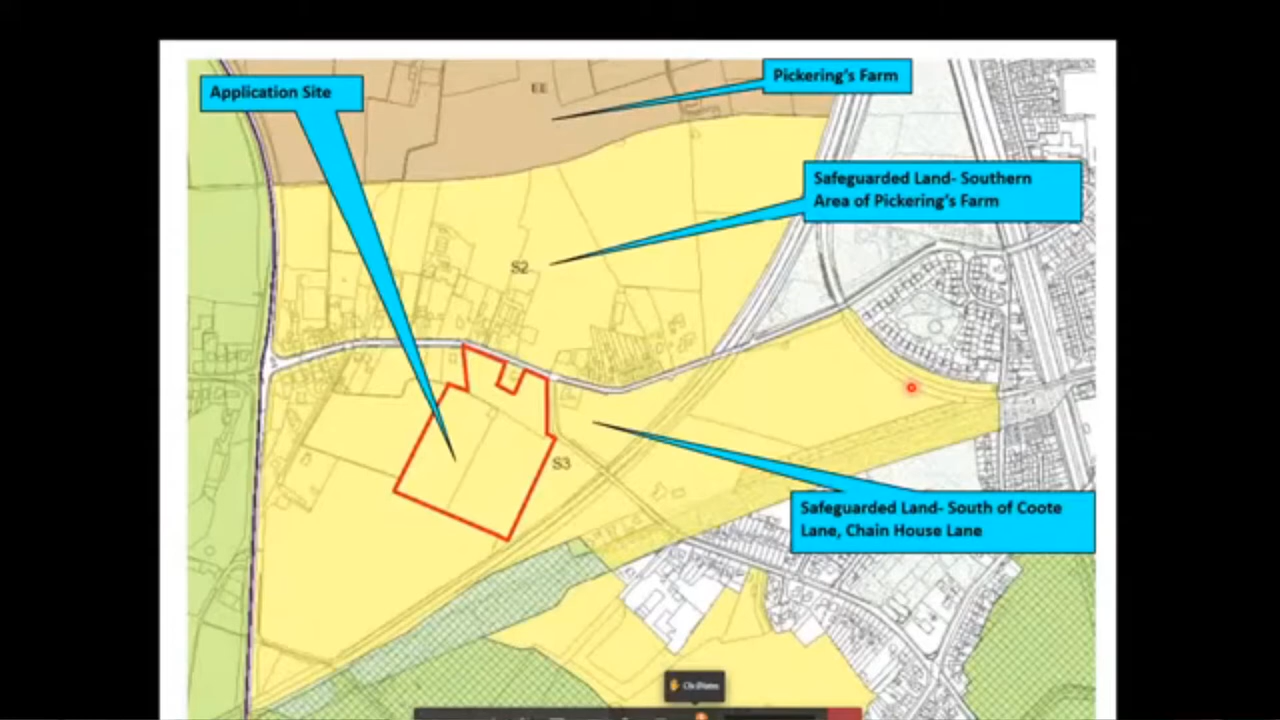 Application Site
Pickering's Farm
EE
Safeguarded Land- Southern
Area of Pickering's Farm
S2
S3
Safeguarded Land- South of Coote
Lane, Chain House Lane